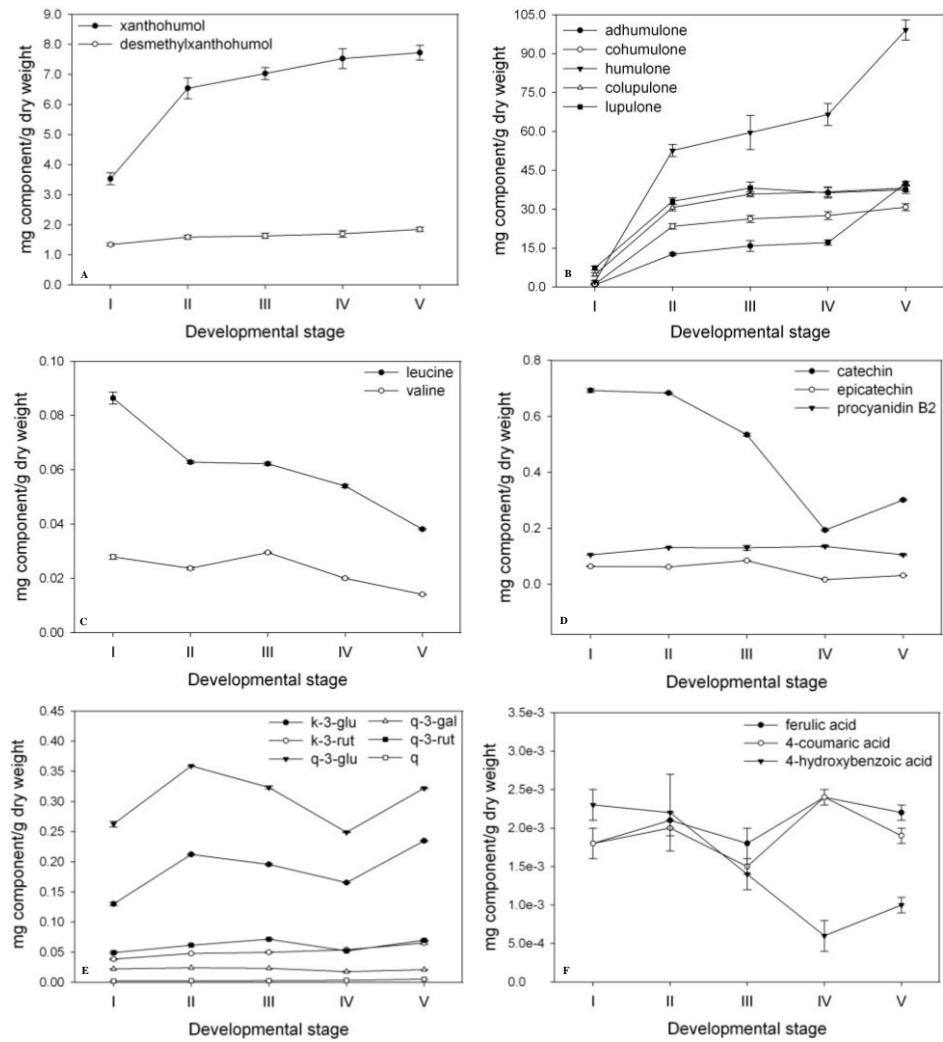 9.0
8.0
7.0
6.0
5.0
4.0
3.0
2.0
1.0
0.0
mg component/g dry weight
xanthohumol
desmethylxanthohumol
A
I II III IV V
Developmental stage
105.0
90.0
75.0
60.0
45.0
30.0
15.0
0.0
mg component/g dry weight
adhumulone
cohumulone
humulone
colupulone
lupulone
B
I II III IV V
Developmental stage
0.10
0.08
0.06
0.04
0.02
0.00
mg component/g dry weight
leucine
valine
C
I II III IV V
Developmental stage
0.8
0.6
0.4
0.2
0.0
mg component/g dry weight
catechin
epicatechin
procyanidin B2
D
I II III IV V
Developmental stage
0.45
0.40
0.35
0.30
0.25
0.20
0.15
0.10
0.05
0.00
mg component/g dry weight
k-3-glu q-3-gal
k-3-rut q-3-rut
q-3-glu q
E
I II III IV V
Developmental stage
3.5e-3
3.0e-3
2.5e-3
2.0e-3
1.5e-3
1.0e-3
5.0e-4
0.0
mg component/g dry weight
ferulic acid
4-coumaric acid
4-hydroxybenzoic acid
F
I II III IV V
Developmental stage